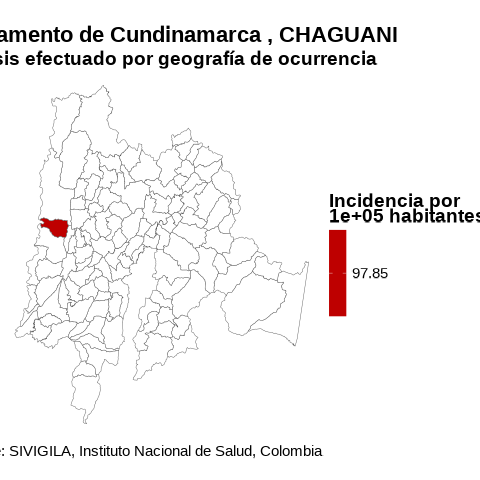 amento de Cundinamarca , CHAGUANI
sis efectuado por geografía de ocurrencia
Incidencia por
1e+05 habitantes
97.85
: SIVIGILA, Instituto Nacional de Salud, Colombia